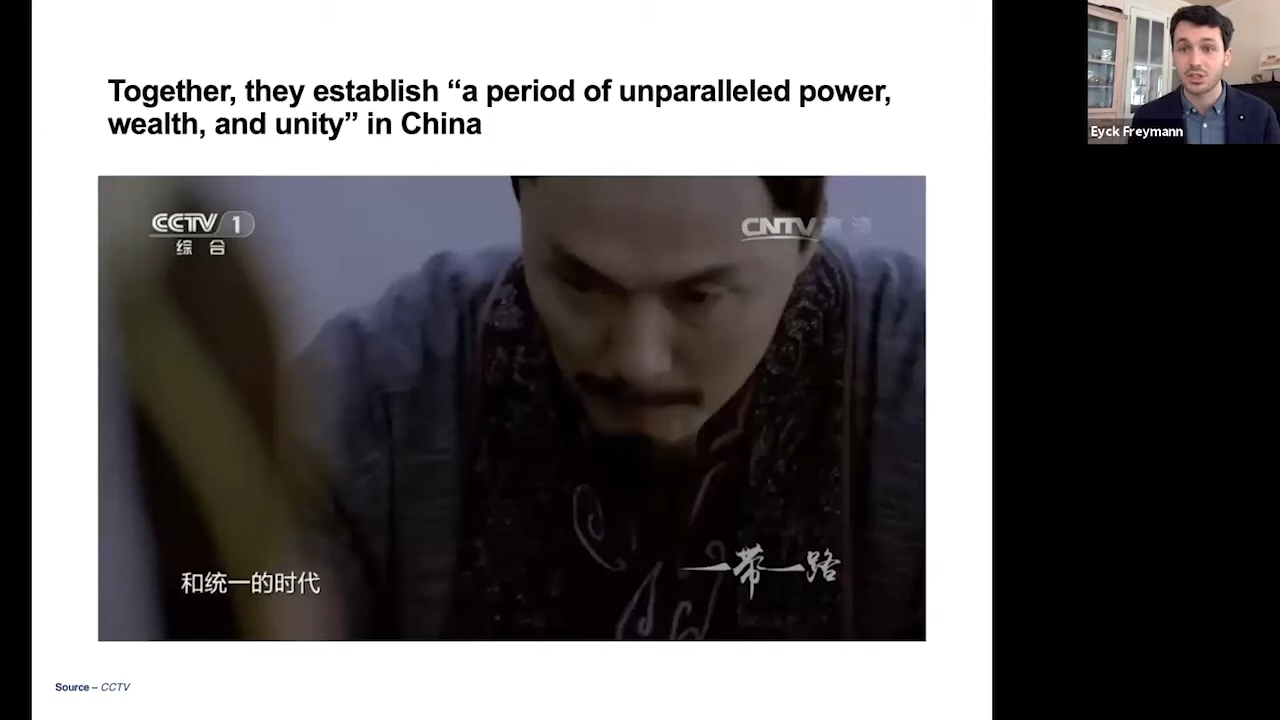 Together, they establish “a period of unparalleled power,
wealth, and unity” in China
Eyck Freymann
CCTV 1
综合
CNTV
一带一路
和统一的时代
Source – CCTV